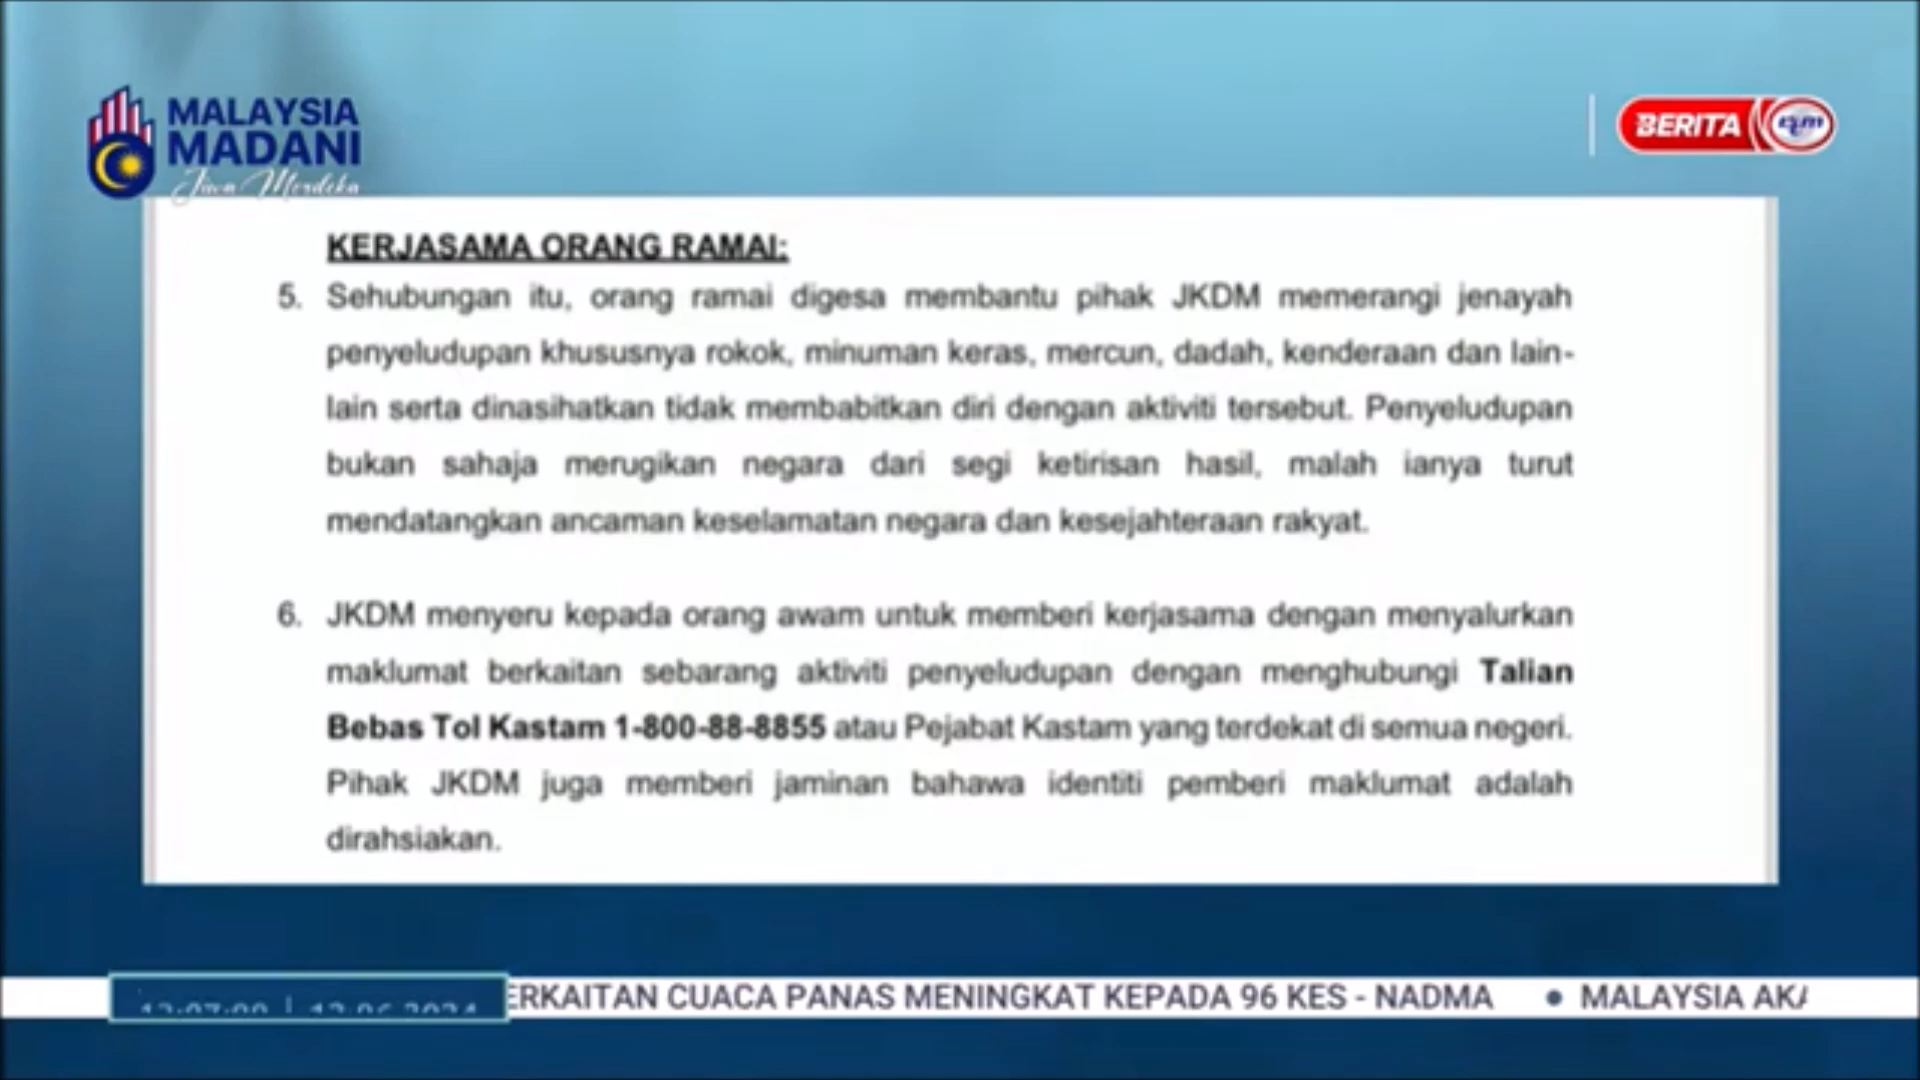 MALAYSIA
MADANI
Jiwa Merdeka
BERITA rtm
KERJASAMA ORANG RAMAI:
5. Sehubungan itu, orang ramai digesa membantu pihak JKDM memerangi jenayah
penyeludupan khususnya rokok, minuman keras, mercun, dadah, kenderaan dan lain-
lain serta dinasihatkan tidak membabitkan diri dengan aktiviti tersebut. Penyeludupan
bukan sahaja merugikan negara dari segi ketirisan hasil, malah ianya turut
mendatangkan ancaman keselamatan negara dan kesejahteraan rakyat.
6. JKDM menyeru kepada orang awam untuk memberi kerjasama dengan menyalurkan
maklumat berkaitan sebarang aktiviti penyeludupan dengan menghubungi Talian
Bebas Tol Kastam 1-800-88-8855 atau Pejabat Kastam yang terdekat di semua negeri.
Pihak JKDM juga memberi jaminan bahawa identiti pemberi maklumat adalah
dirahsiakan.
ERKAITAN CUACA PANAS MENINGKAT KEPADA 96 KES - NADMA • MALAYSIA AKA